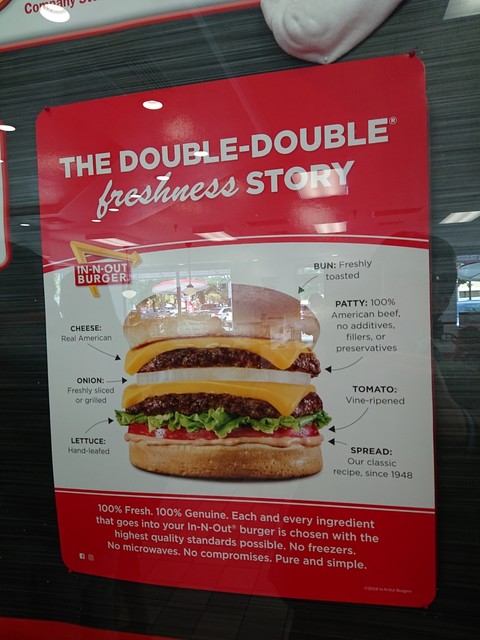 Company
THE DOUBLE-DOUBLE®
freshness STORY
IN-N-OUT
BURGER
BUN: Freshly
toasted
PATTY: 100%
American beef,
no additives,
fillers, or
preservatives
CHEESE:
Real American
ONION:
Freshly sliced
or grilled
TOMATO:
Vine-ripened
LETTUCE:
Hand-leafed
SPREAD:
Our classic
recipe, since 1948
100% Fresh. 100% Genuine. Each and every ingredient
that goes into your In-N-Out® burger is chosen with the
highest quality standards possible. No freezers.
No microwaves. No compromises. Pure and simple.